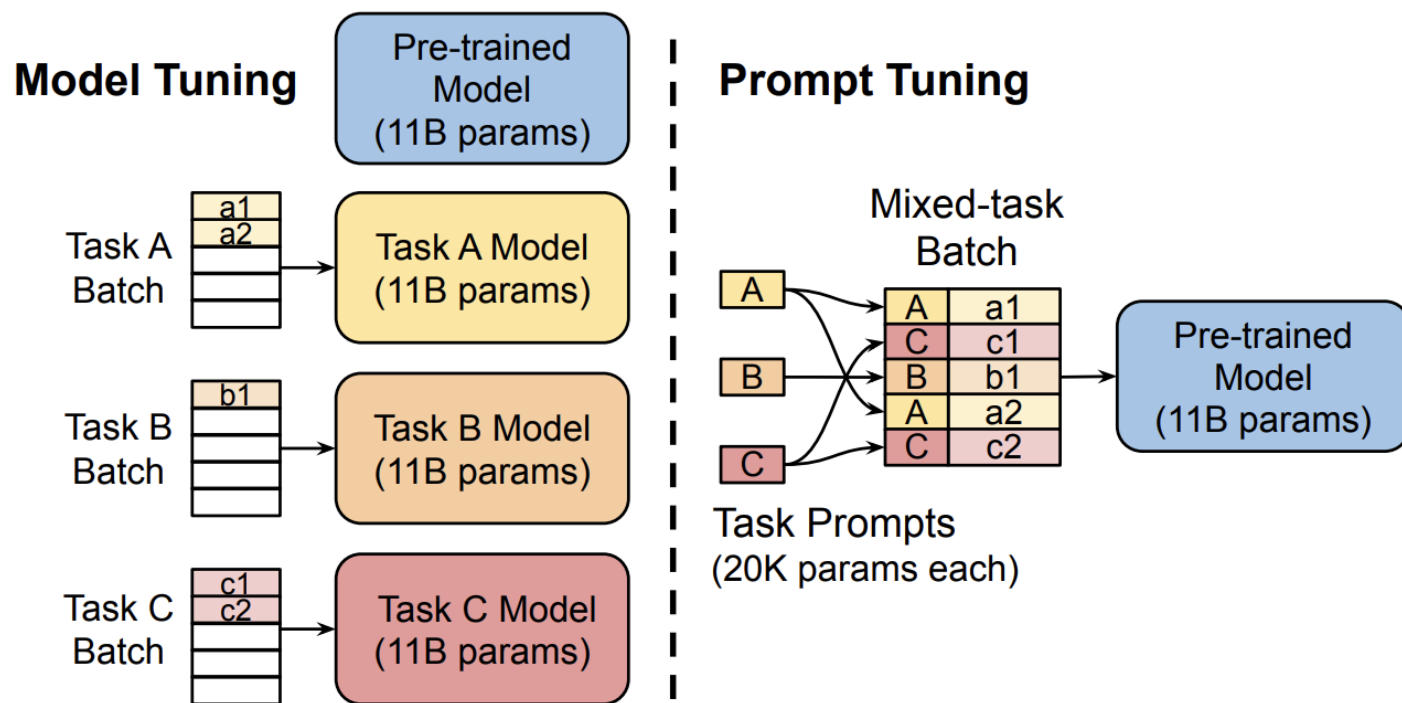 Model Tuning
Pre-trained
Model
(11B params)
a1
a2
Task A
Batch
Task A Model
(11B params)
b1
Task B
Batch
Task B Model
(11B params)
c1
c2
Task C
Batch
Task C Model
(11B params)
Prompt Tuning
Mixed-task
Batch
A
B
C
A a1
C c1
B b1
A a2
C c2
Pre-trained
Model
(11B params)
Task Prompts
(20K params each)